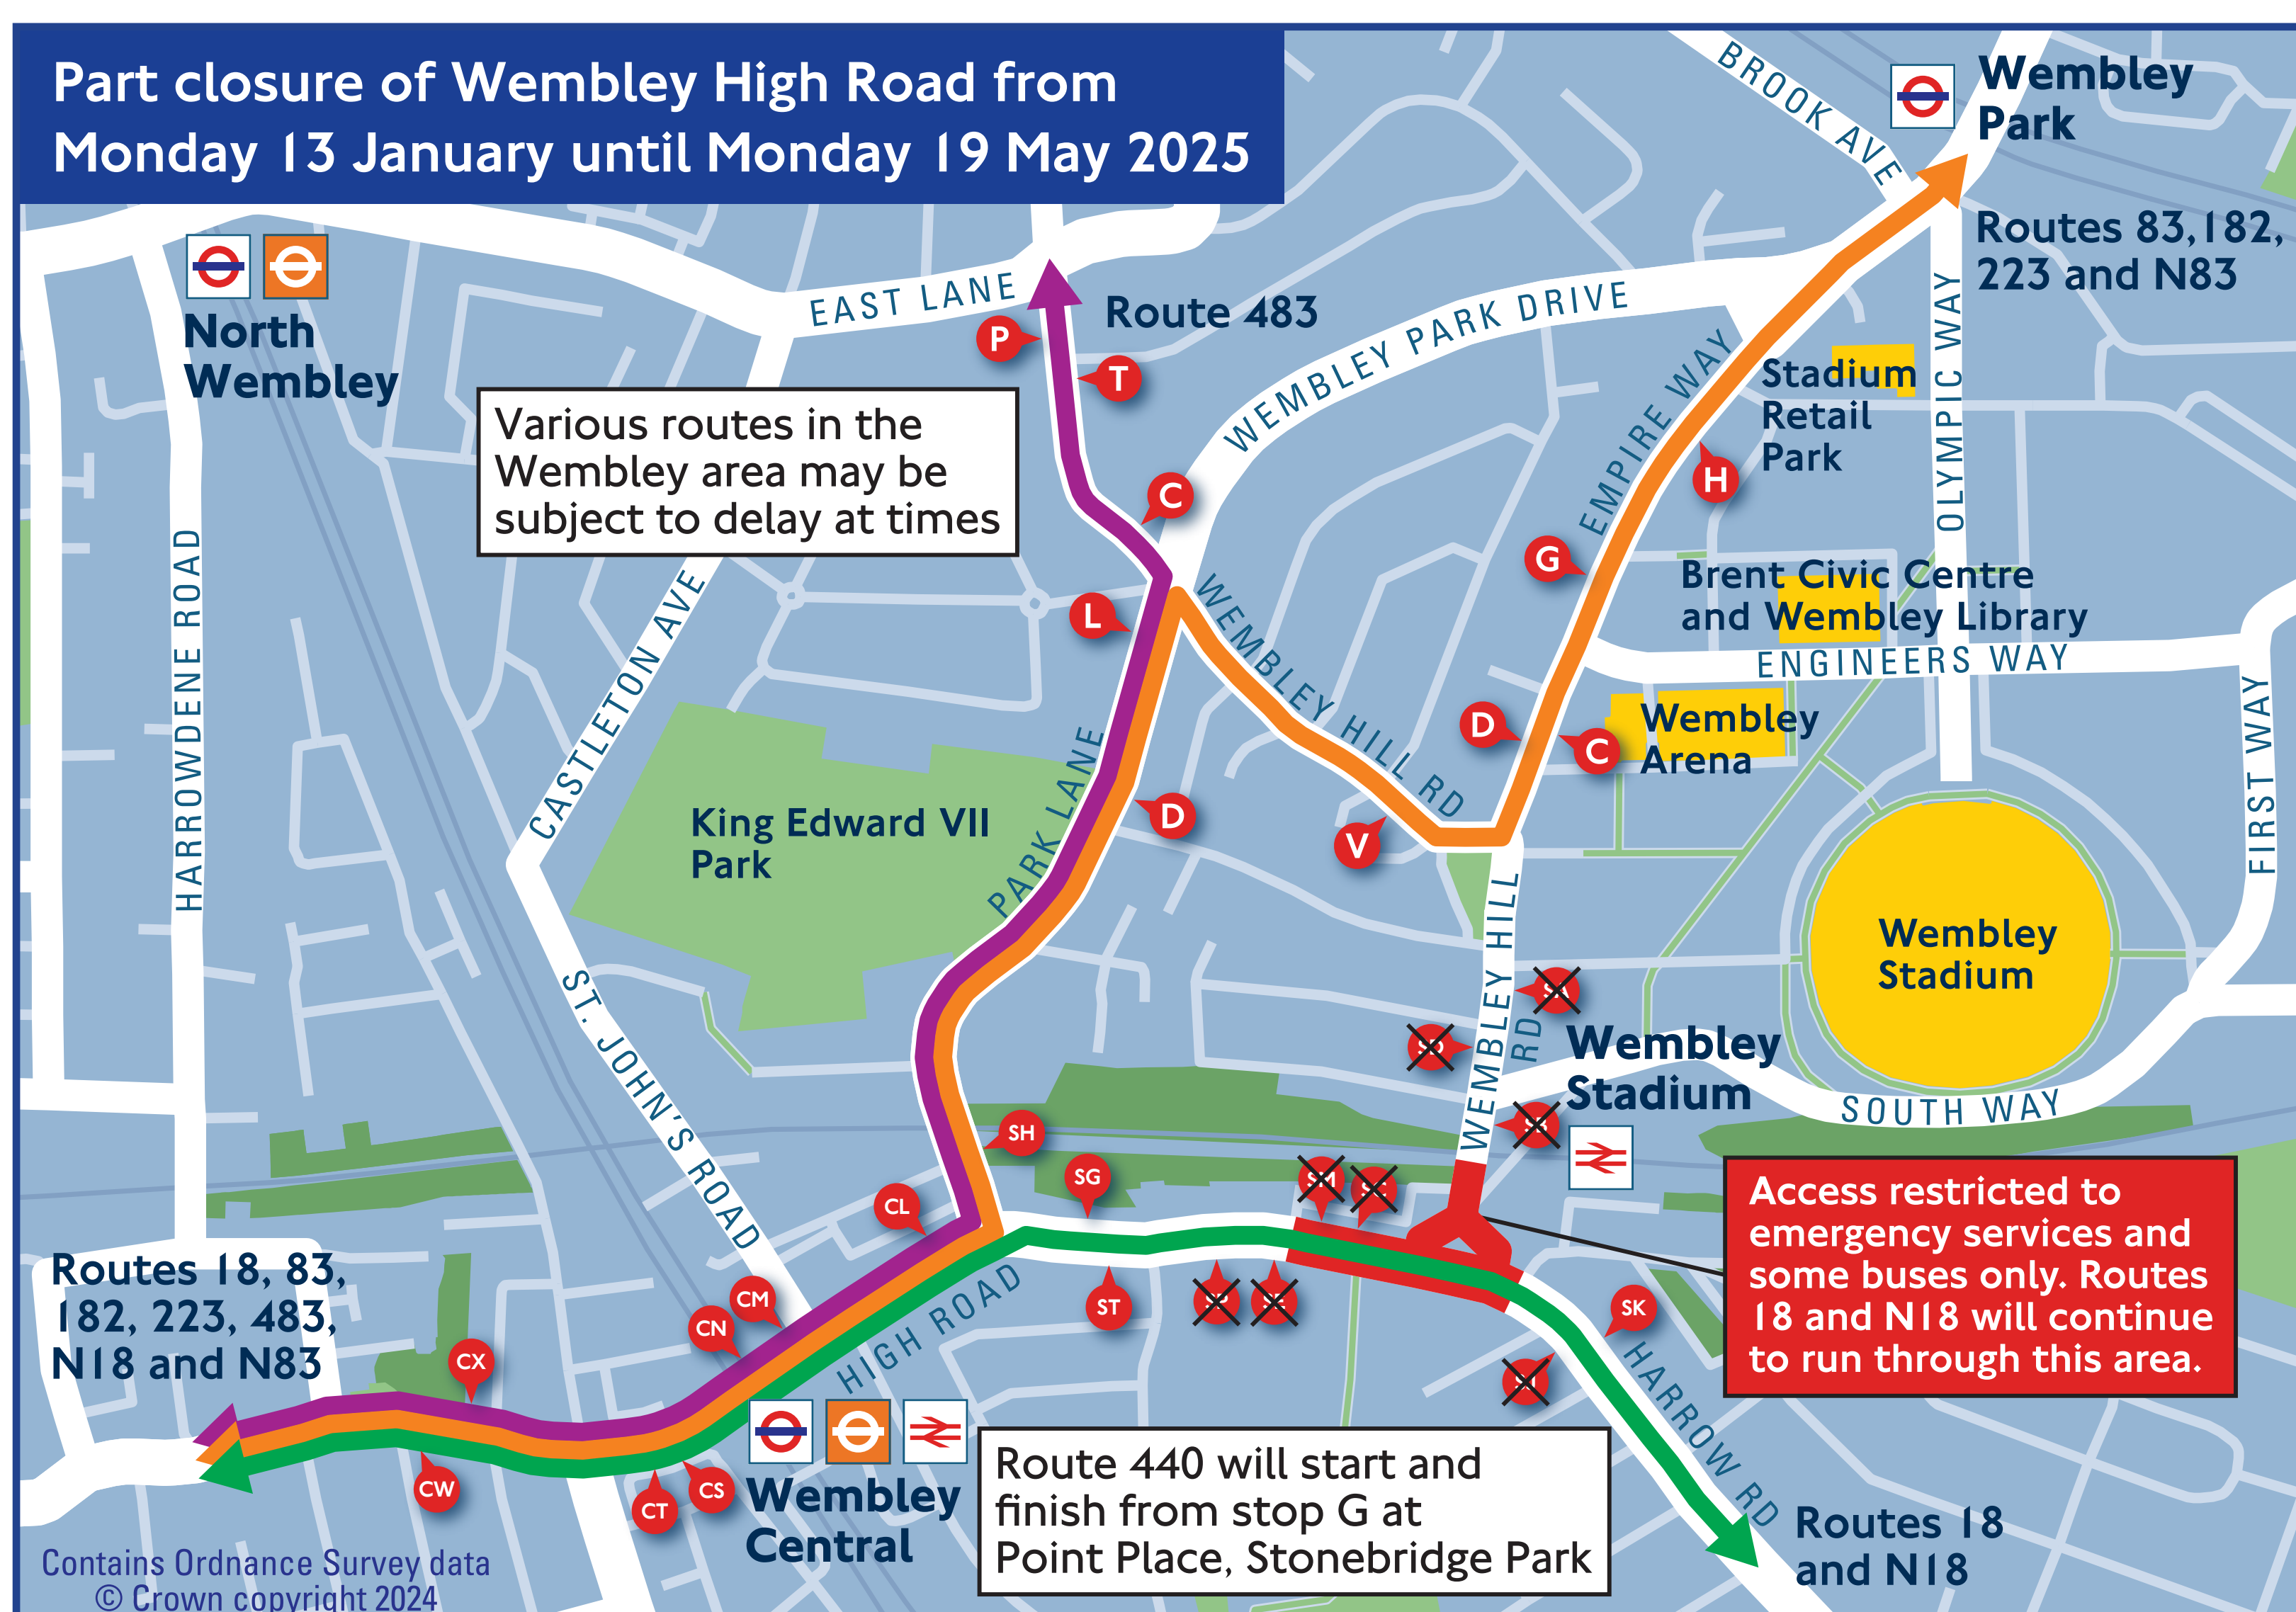 Part closure of Wembley High Road from
Monday 13 January until Monday 19 May 2025
BROOK AVE
Wembley
Park
Routes 83, 182,
223 and N83
North
Wembley
EAST LANE
Route 483
P
T
WEMBLEY PARK DRIVE
Various routes in the
Wembley area may be
subject to delay at times
C
EMPIRE WAY
Stadium
Retail
Park
H
OLYMPIC WAY
G
Brent Civic Centre
and Wembley Library
ENGINEERS WAY
HARROWDENE ROAD
CASTLETON AVE
L
WEMBLEY HILL RD
D
C
Wembley
Arena
FIRST WAY
King Edward VII
Park
PARK LANE
D
V
WEMBLEY HILL
RD
Wembley
Stadium
SA
SD
Wembley
Stadium
SB
SOUTH WAY
ST. JOHN'S ROAD
SH
SG
SM
CL
Access restricted to
emergency services and
some buses only. Routes
18 and N18 will continue
to run through this area.
Routes 18, 83,
182, 223, 483,
N18 and N83
CM
CN
HIGH ROAD
ST
SK
CX
HARROW RD
CW
CT
CS
Wembley
Central
Route 440 will start and
finish from stop G at
Point Place, Stonebridge Park
Routes 18
and N18
Contains Ordnance Survey data
© Crown copyright 2024